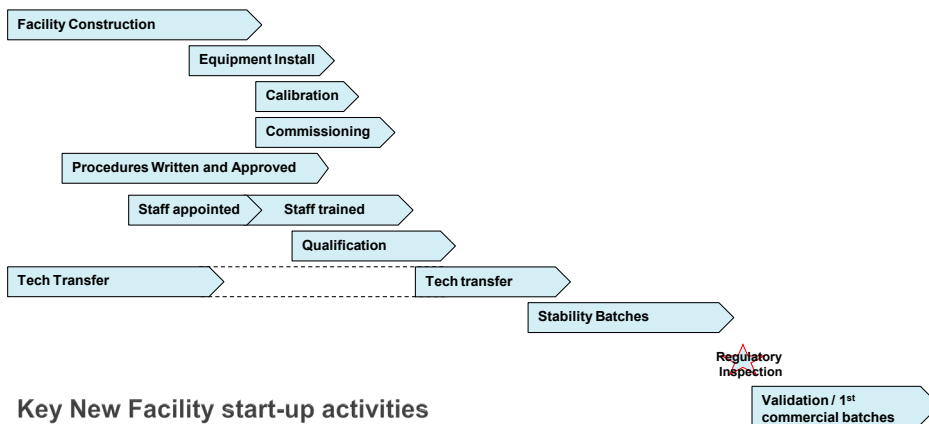 Facility Construction
Equipment Install
Calibration
Commissioning
Procedures Written and Approved
Staff appointed
Staff trained
Qualification
Tech Transfer
Tech transfer
Stability Batches
Regulatory
Inspection
Key New Facility start-up activities
Validation / 1st
commercial batches